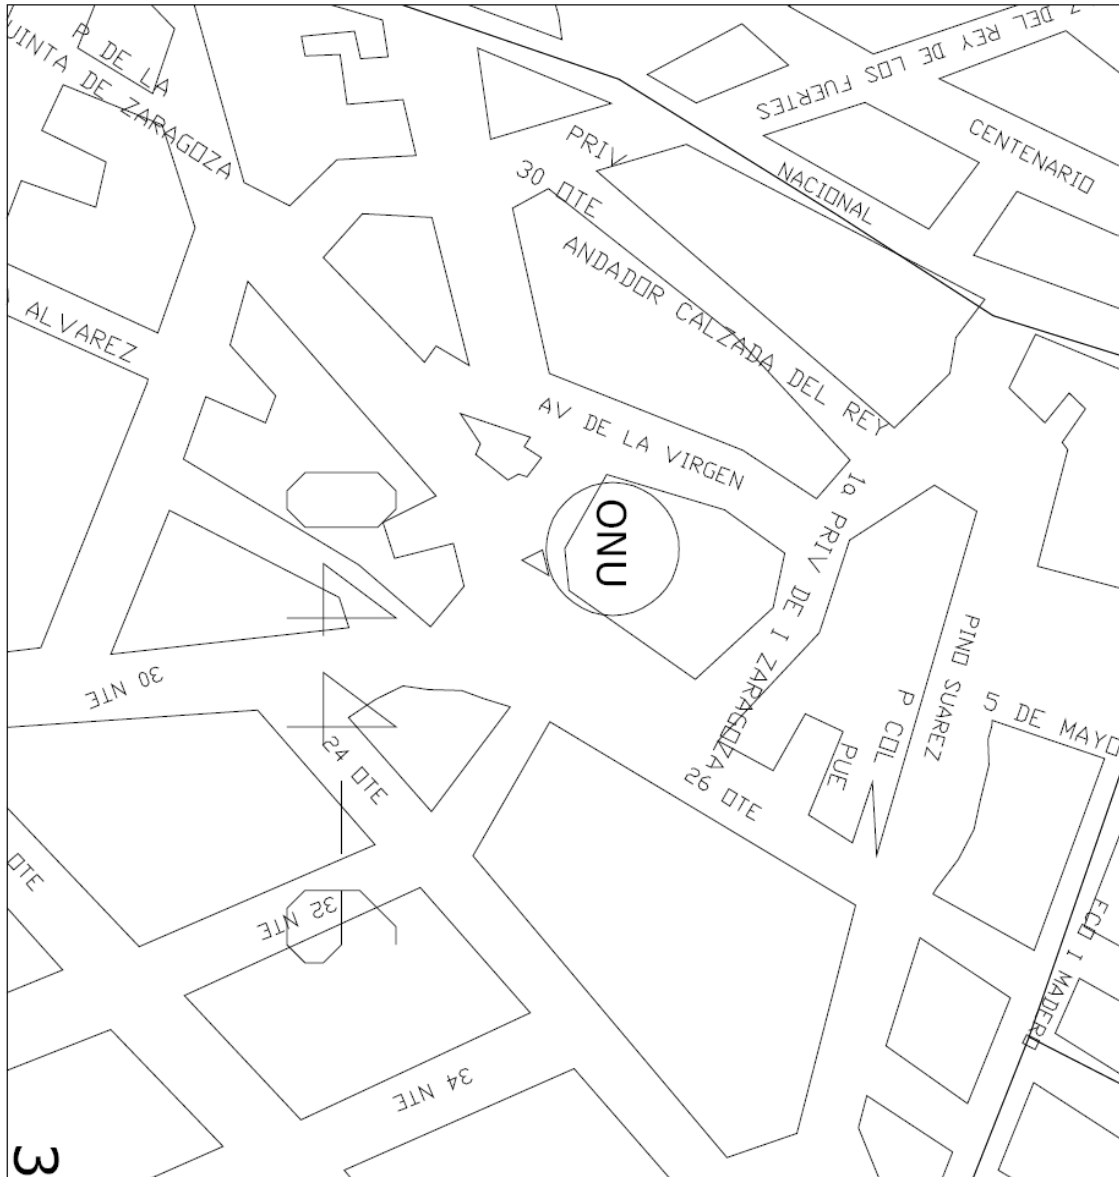 P. DE LA
UINTA DE ZARAGOZA
Z DEL REY DE LOS FUERTES
CENTENARIO
PRIV
NACIONAL
30 OTE
ANDADOR CALZADA DEL REY
ALVAREZ
AV DE LA VIRGEN
1a PRIV DE I ZARAGOZA
ONU
PINO SUAREZ
30 NTE
P COL
5 DE MAYO
PUE
24 OTE
26 OTE
OTE
32 NTE
FCO I MADERO
34 NTE
3